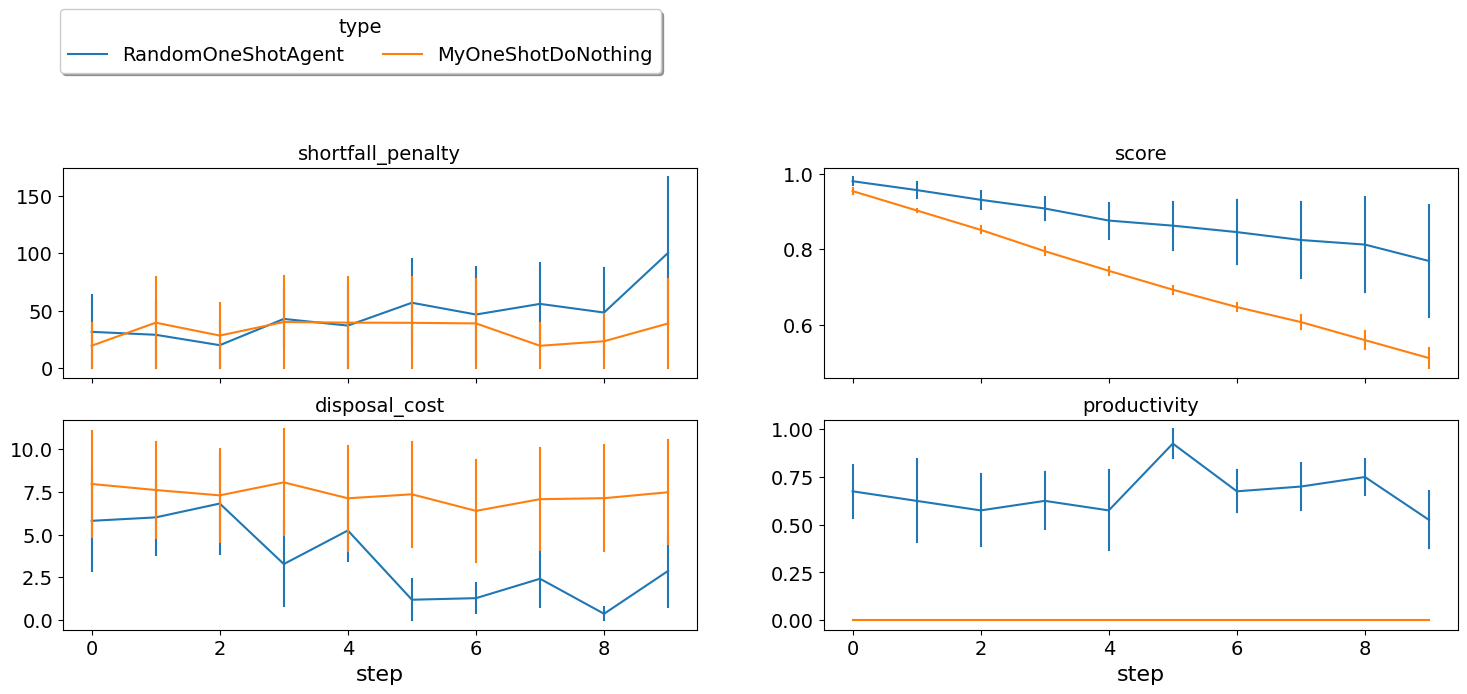 type
RandomOneShotAgent MyOneShotDoNothing
shortfall_penalty
150
100
50
0
score
1.0
0.8
0.6
disposal_cost
10.0
7.5
5.0
2.5
0.0
0 2 4 6 8
step
productivity
1.00
0.75
0.50
0.25
0.00
0 2 4 6 8
step